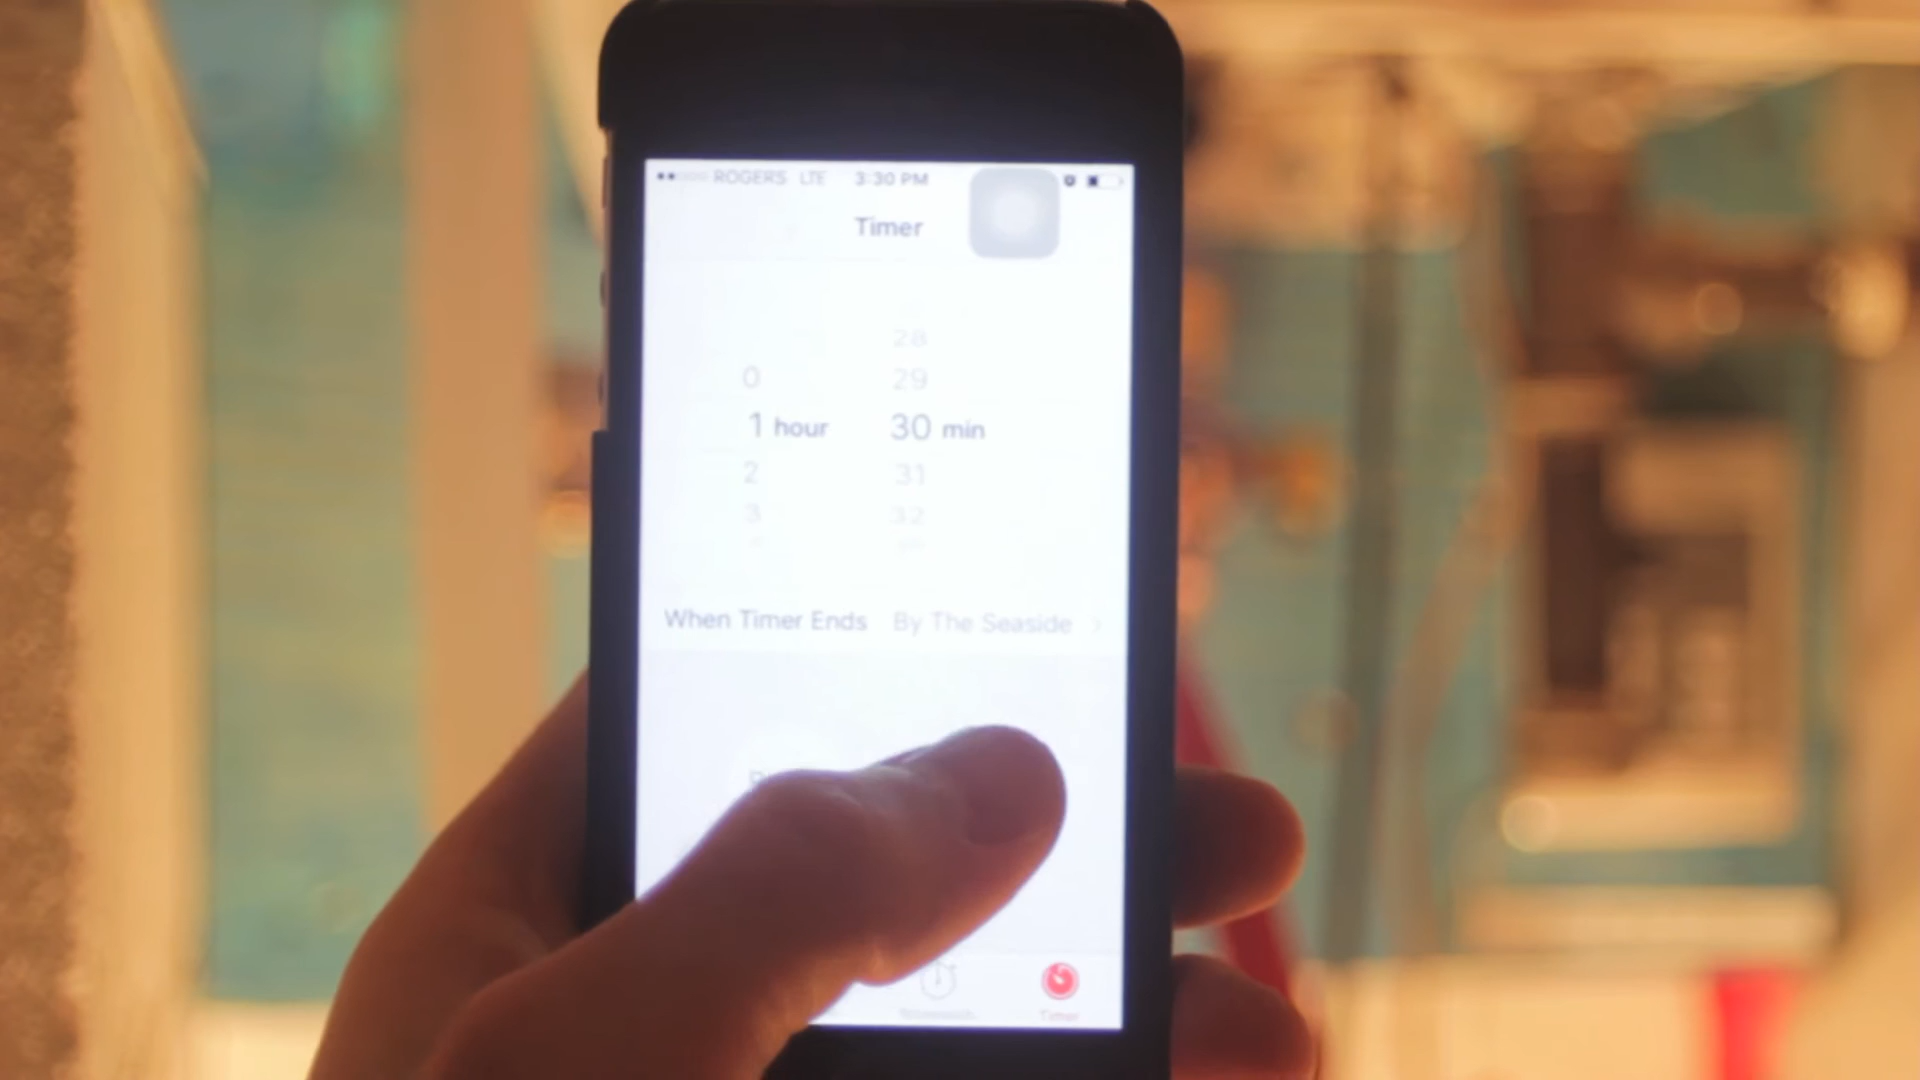 ROGERS LTE 3:30 PM
Timer
28
0 29
1 hour 30 min
2 31
3 32
When Timer Ends By The Seaside >
Timer